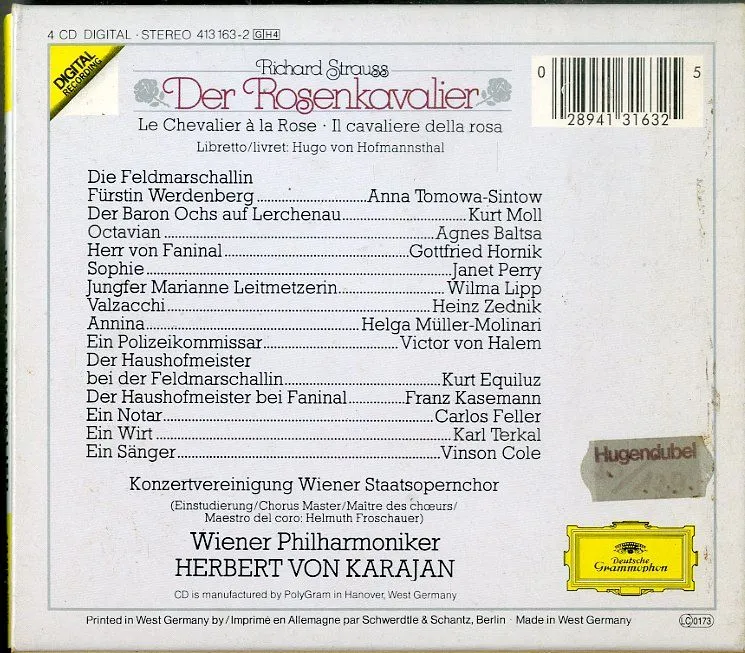 4 CD DIGITAL · STEREO 413 163-2 GH4
DIGITAL
RECORDING
Richard Strauss
Der Rosenkavalier
Le Chevalier à la Rose · Il cavaliere della rosa
Libretto/livret: Hugo von Hofmannsthal
0 28941 31632 5
Die Feldmarschallin
Fürstin Werdenberg ............ Anna Tomowa-Sintow
Der Baron Ochs auf Lerchenau ............ Kurt Moll
Octavian ............ Agnes Baltsa
Herr von Faninal ............ Gottfried Hornik
Sophie ............ Janet Perry
Jungfer Marianne Leitmetzerin ............ Wilma Lipp
Valzacchi ............ Heinz Zednik
Annina ............ Helga Müller-Molinari
Ein Polizeikommissar ............ Victor von Halem
Der Haushofmeister
bei der Feldmarschallin ............ Kurt Equiluz
Der Haushofmeister bei Faninal ............ Franz Kasemann
Ein Notar ............ Carlos Feller
Ein Wirt ............ Karl Terkal
Ein Sänger ............ Vinson Cole
Hugendubel
Konzertvereinigung Wiener Staatsopernchor
(Einstudierung/Chorus Master/Maître des chœurs/
Maestro del coro: Helmuth Froschauer)
Wiener Philharmoniker
HERBERT VON KARAJAN
CD is manufactured by PolyGram in Hanover, West Germany
Deutsche
Grammophon
Printed in West Germany by/Imprimé en Allemagne par Schwerdtle & Schantz, Berlin · Made in West Germany
LC 0173